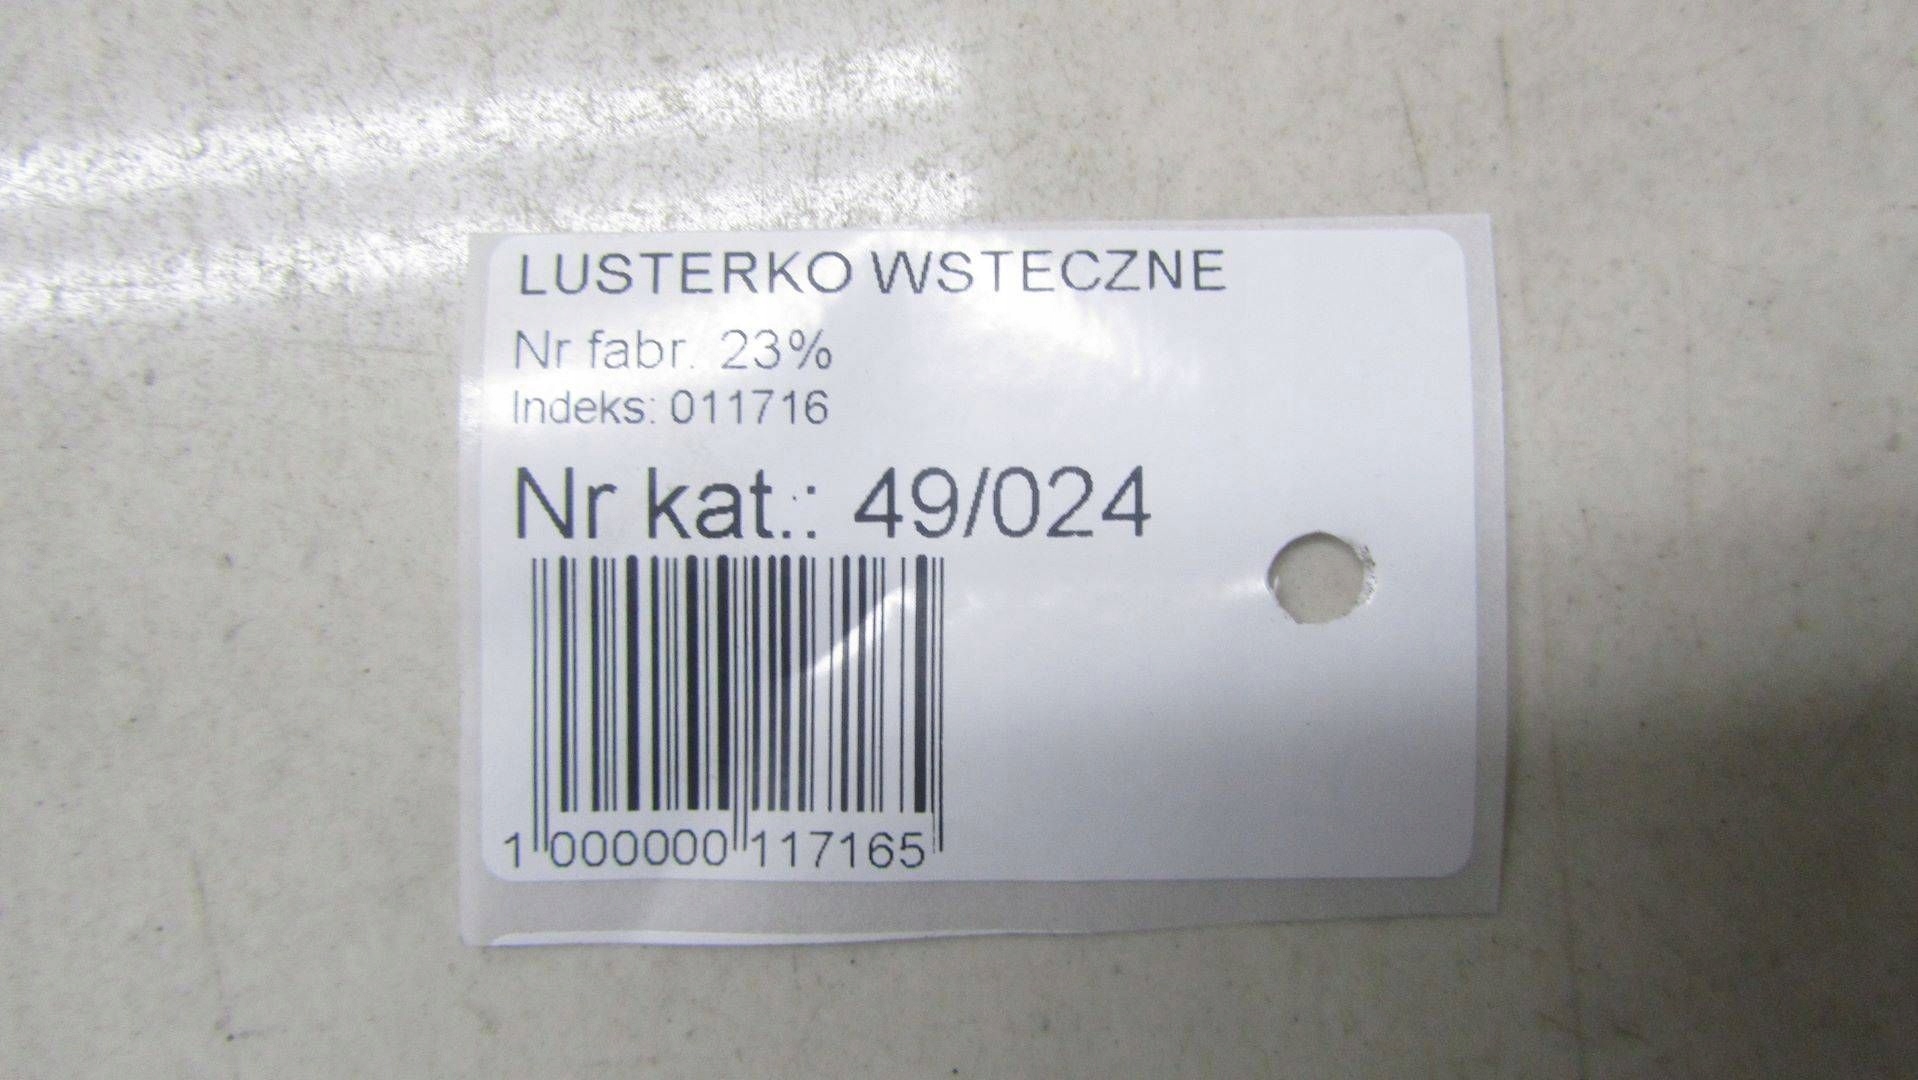 LUSTERKO WSTECZNE
Nr fabr. 23%
Indeks: 011716
Nr kat.: 49/024
1 000000 117165